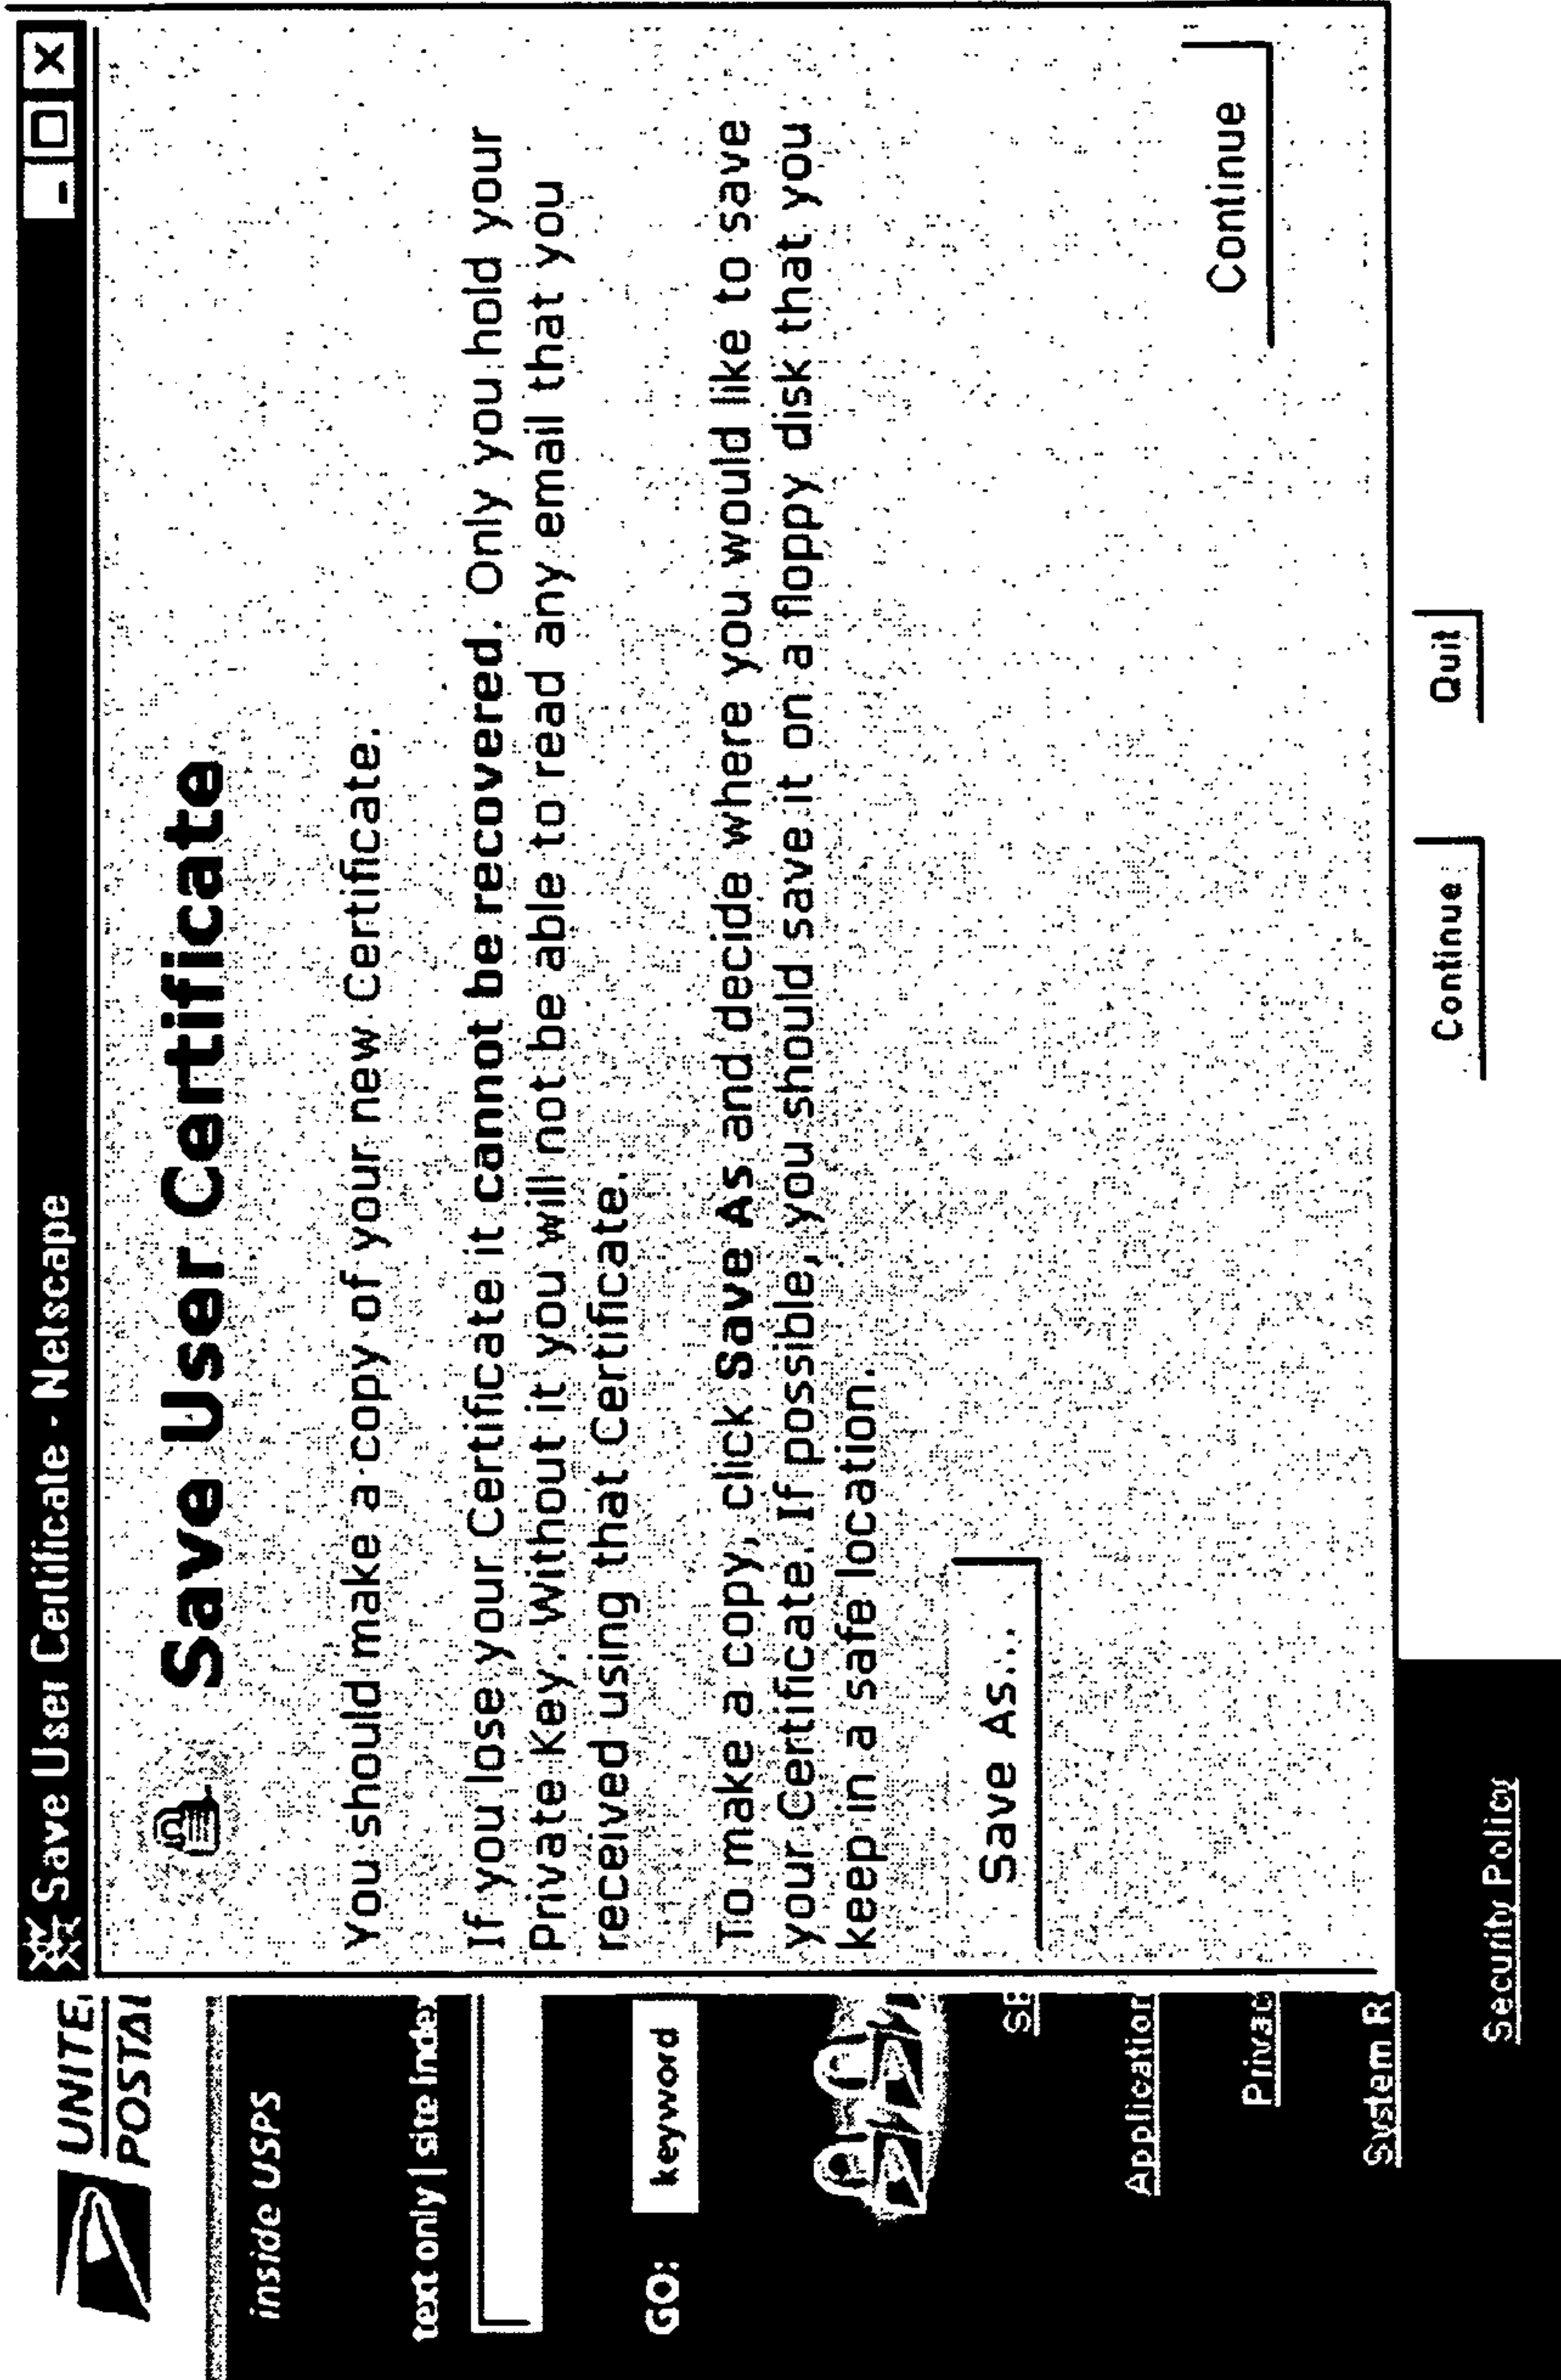 Save User Certificate - Netscape
UNITE
POSTAL
inside USPS
text only | site index
GO: keyword
Application
Privac
System R
Security Policy
Save User Certificate
You should make a copy of your new Certificate.
If you lose your Certificate it cannot be recovered. Only you hold your
Private Key. Without it you will not be able to read any email that you
received using that Certificate.
To make a copy, click Save As and decide where you would like to save
your Certificate. If possible, you should save it on a floppy disk that you
keep in a safe location.
Save As...
Continue
Continue Quit